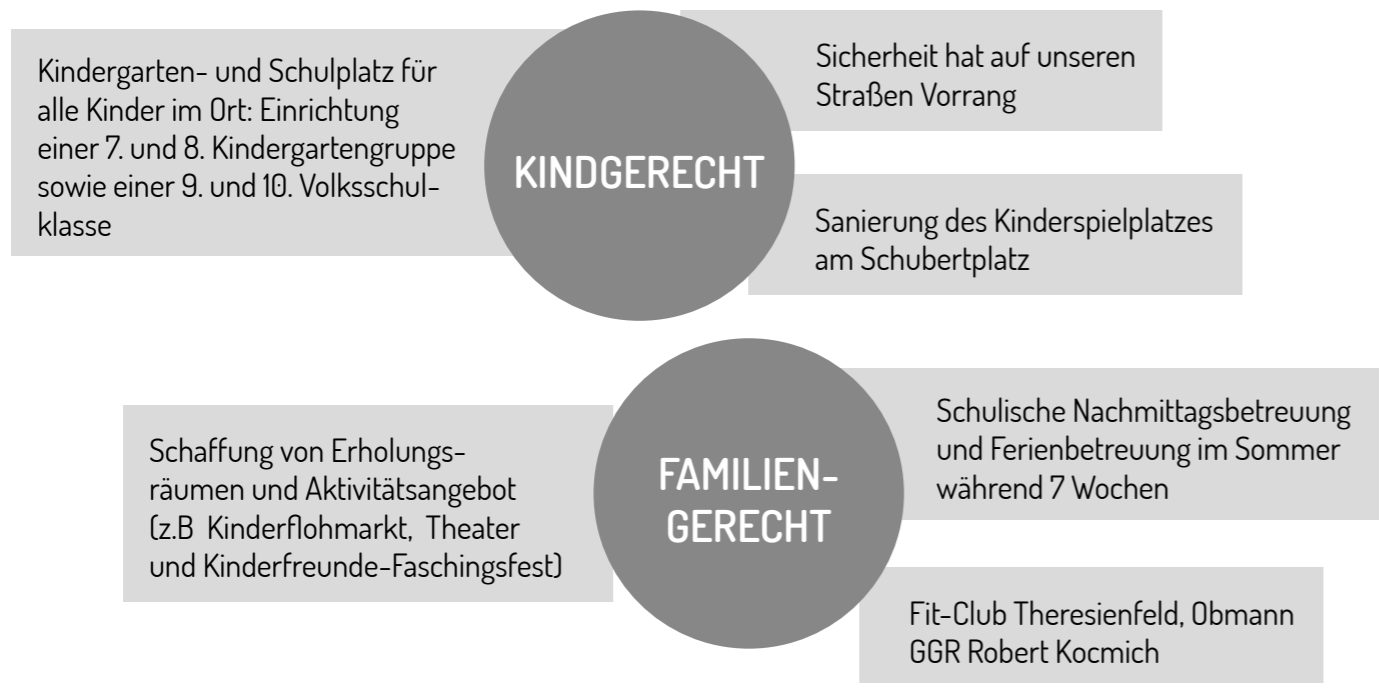 Kindergarten- und Schulplatz für
alle Kinder im Ort: Einrichtung
einer 7. und 8. Kindergartengruppe
sowie einer 9. und 10. Volksschul-
klasse
KINDGERECHT
Sicherheit hat auf unseren
Straßen Vorrang
Sanierung des Kinderspielplatzes
am Schubertplatz
Schaffung von Erholungs-
räumen und Aktivitätsangebot
(z.B Kinderflohmarkt, Theater
und Kinderfreunde-Faschingsfest)
FAMILIEN-
GERECHT
Schulische Nachmittagsbetreuung
und Ferienbetreuung im Sommer
während 7 Wochen
Fit-Club Theresienfeld, Obmann
GGR Robert Kocmich